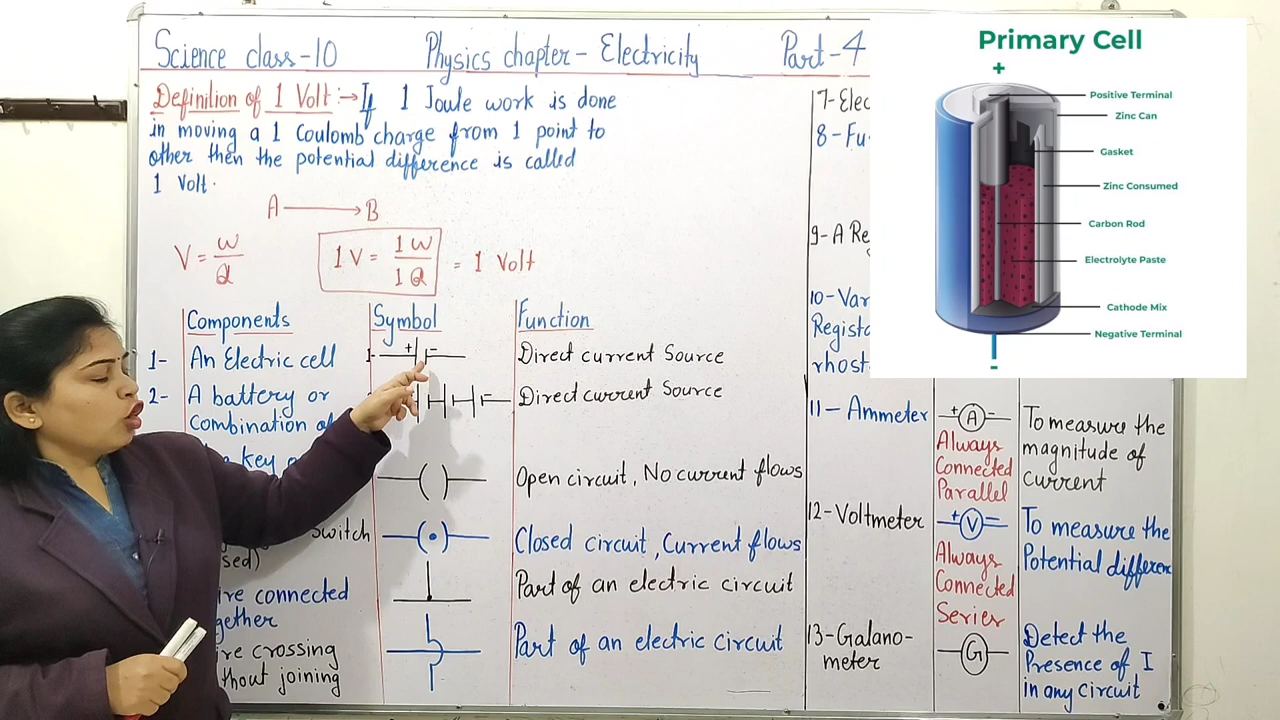 Science class-10 Physics chapter- Electricity Part-4
Definition of 1 Volt :→ If 1 Joule work is done
in moving a 1 Coulomb charge from 1 point to
other then the potential difference is called
1 Volt.
A → B
V = W/Q
1V = 1W/1Q = 1 Volt
Components Symbol Function
1- An Electric cell 1- + - Direct current Source
2- A battery or - Direct current Source
combination of
key
Open circuit, No current flows
switch Closed circuit, Current flows
sed)
ire connected Part of an electric circuit
gether
ire crossing Part of an electric circuit
thout joining
7- Elec
8- Fu
9- A Re
10- Var
Regista
rhost
11- Ammeter + A - To measure the
magnitude of
current
Always
Connected
Parallel
12- Voltmeter + V - To measure the
Potential differen
Always
Connected
Series
13- Galano-
meter
G
Detect the
Presence of I
in any circuit
Primary Cell
+
Positive Terminal
Zinc Can
Gasket
Zinc Consumed
Carbon Rod
Electrolyte Paste
Cathode Mix
Negative Terminal
-